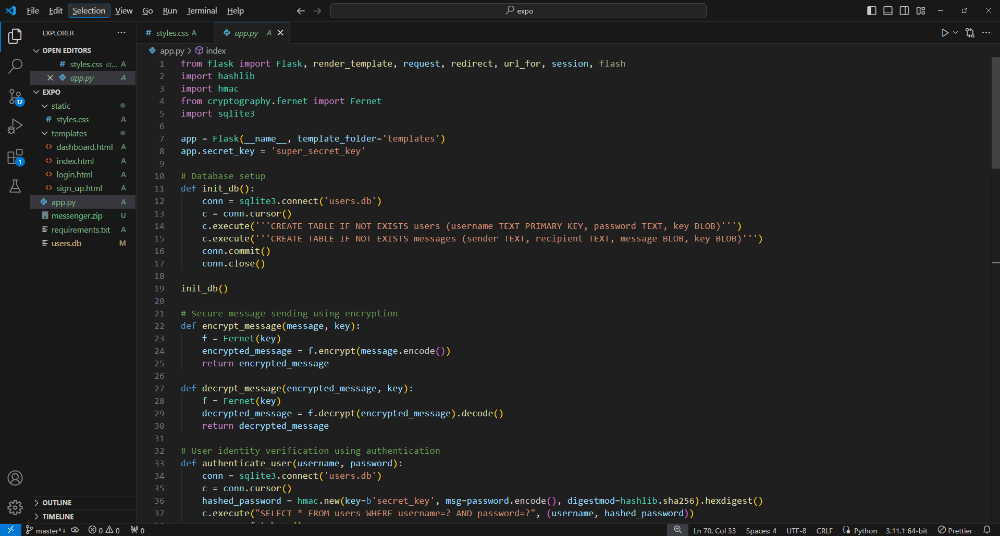 File Edit Selection View Go Run Terminal Help
expo
EXPLORER
OPEN EDITORS
# styles.css st... A
app.py A
EXPO
static
# styles.css A
templates
<> dashboard.html A
<> index.html A
<> login.html A
<> sign_up.html A
app.py A
messenger.zip U
requirements.txt A
users.db M
OUTLINE
TIMELINE
12
1
# styles.css A
app.py A
app.py > index
1 from flask import Flask, render_template, request, redirect, url_for, session, flash
2 import hashlib
3 import hmac
4 from cryptography.fernet import Fernet
5 import sqlite3
6
7 app = Flask(__name__, template_folder='templates')
8 app.secret_key = 'super_secret_key'
9
10 # Database setup
11 def init_db():
12 conn = sqlite3.connect('users.db')
13 c = conn.cursor()
14 c.execute('''CREATE TABLE IF NOT EXISTS users (username TEXT PRIMARY KEY, password TEXT, key BLOB)''')
15 c.execute('''CREATE TABLE IF NOT EXISTS messages (sender TEXT, recipient TEXT, message BLOB, key BLOB)''')
16 conn.commit()
17 conn.close()
18
19 init_db()
20
21 # Secure message sending using encryption
22 def encrypt_message(message, key):
23 f = Fernet(key)
24 encrypted_message = f.encrypt(message.encode())
25 return encrypted_message
26
27 def decrypt_message(encrypted_message, key):
28 f = Fernet(key)
29 decrypted_message = f.decrypt(encrypted_message).decode()
30 return decrypted_message
31
32 # User identity verification using authentication
33 def authenticate_user(username, password):
34 conn = sqlite3.connect('users.db')
35 c = conn.cursor()
36 hashed_password = hmac.new(key=b'secret_key', msg=password.encode(), digestmod=hashlib.sha256).hexdigest()
37 c.execute("SELECT * FROM users WHERE username=? AND password=?", (username, hashed_password))
master*+ 0 0 0 Ln 70, Col 33 Spaces: 4 UTF-8 CRLF Python 3.11.1 64-bit Prettier